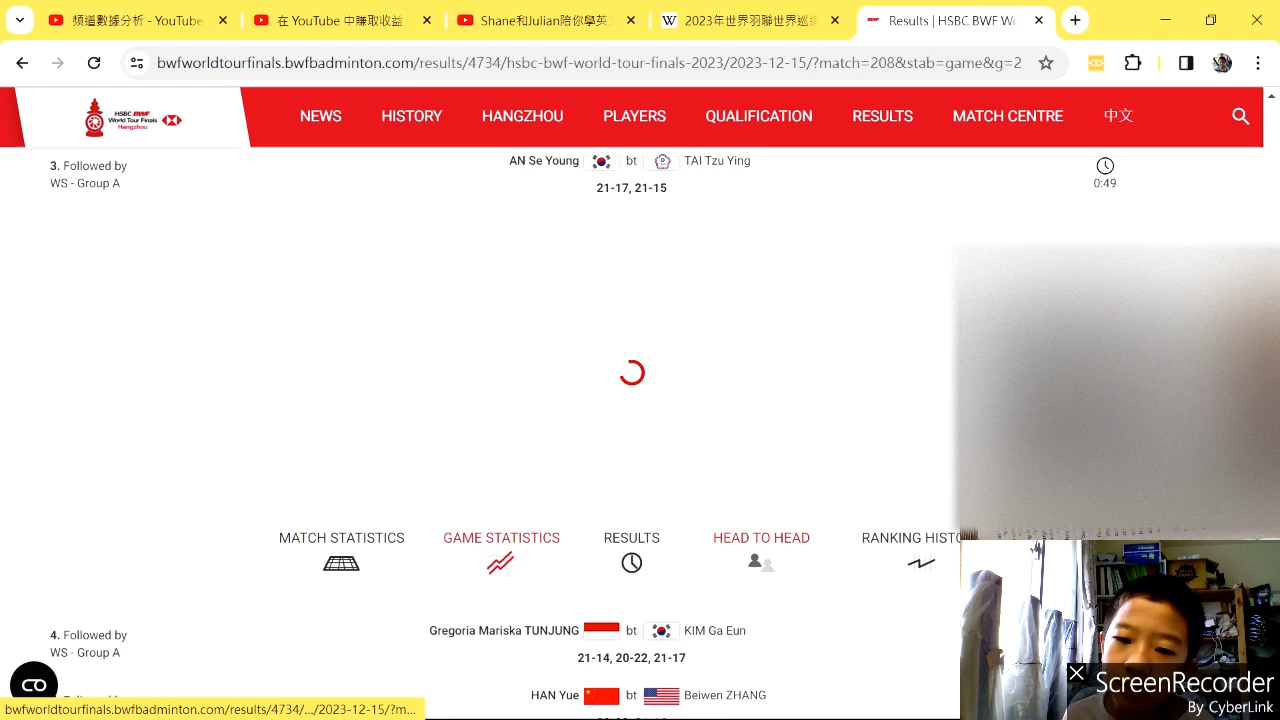 頻道數據分析 - YouTube
在 YouTube 中賺取收益 -
Shane和Julian陪你學英
2023年世界羽聯世界巡
Results | HSBC BWF Wo
bwfworldtourfinals.bwfbadminton.com/results/4734/hsbc-bwf-world-tour-finals-2023/2023-12-15/?match=208&stab=game&g=2
HSBC BWF
World Tour Finals
Hangzhou
NEWS HISTORY HANGZHOU PLAYERS QUALIFICATION RESULTS MATCH CENTRE 中文
3. Followed by
WS - Group A
AN Se Young bt TAI Tzu Ying
21-17, 21-15
0:49
MATCH STATISTICS GAME STATISTICS RESULTS HEAD TO HEAD RANKING HISTO
4. Followed by
WS - Group A
Gregoria Mariska TUNJUNG bt KIM Ga Eun
21-14, 20-22, 21-17
HAN Yue bt Beiwen ZHANG
bwfworldtourfinals.bwfbadminton.com/results/4734/.../2023-12-15/?m...
ScreenRecorder
By CyberLink